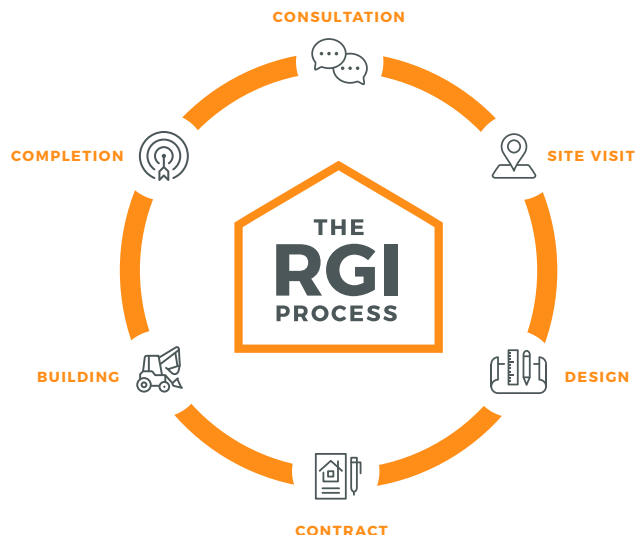 CONSULTATION
SITE VISIT
DESIGN
CONTRACT
BUILDING
COMPLETION
THE
RGI
PROCESS